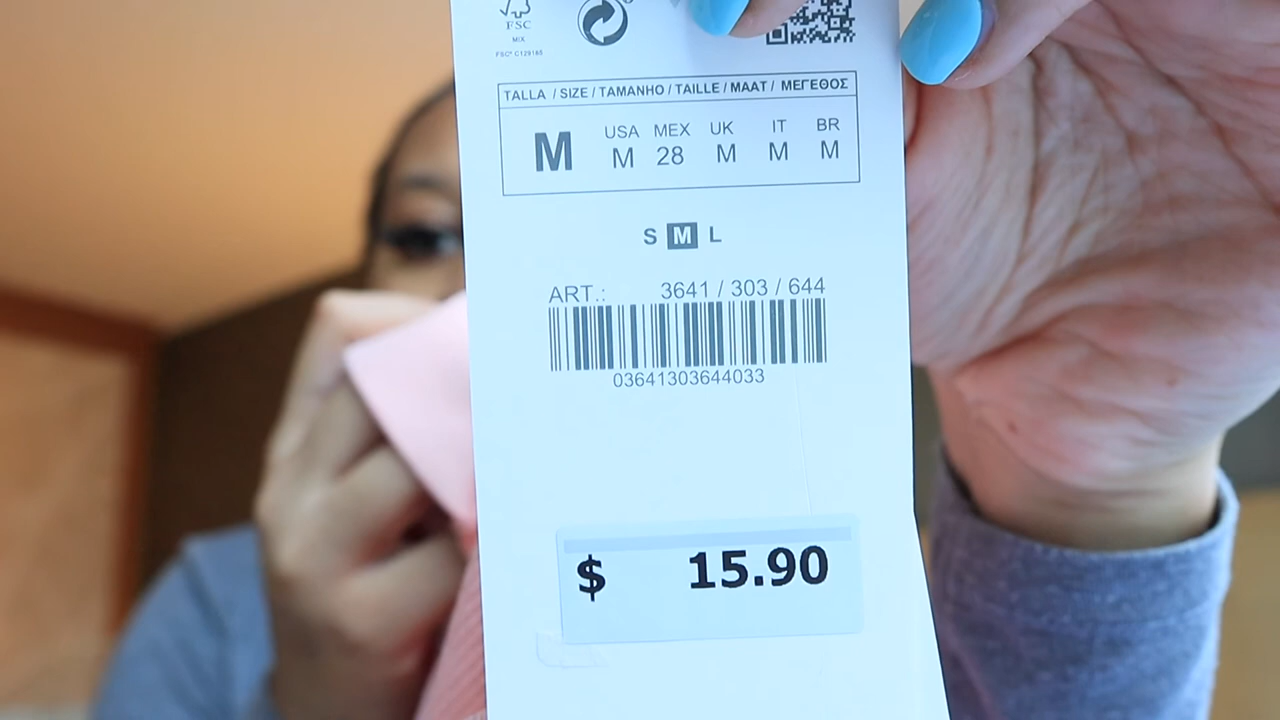 FSC
MIX
FSC® C129185
TALLA / SIZE / TAMANHO / TAILLE / MAAT / ΜΕΓΕΘΟΣ
USA MEX UK IT BR
M M 28 M M M
S M L
ART.: 3641 / 303 / 644
03641303644033
$ 15.90